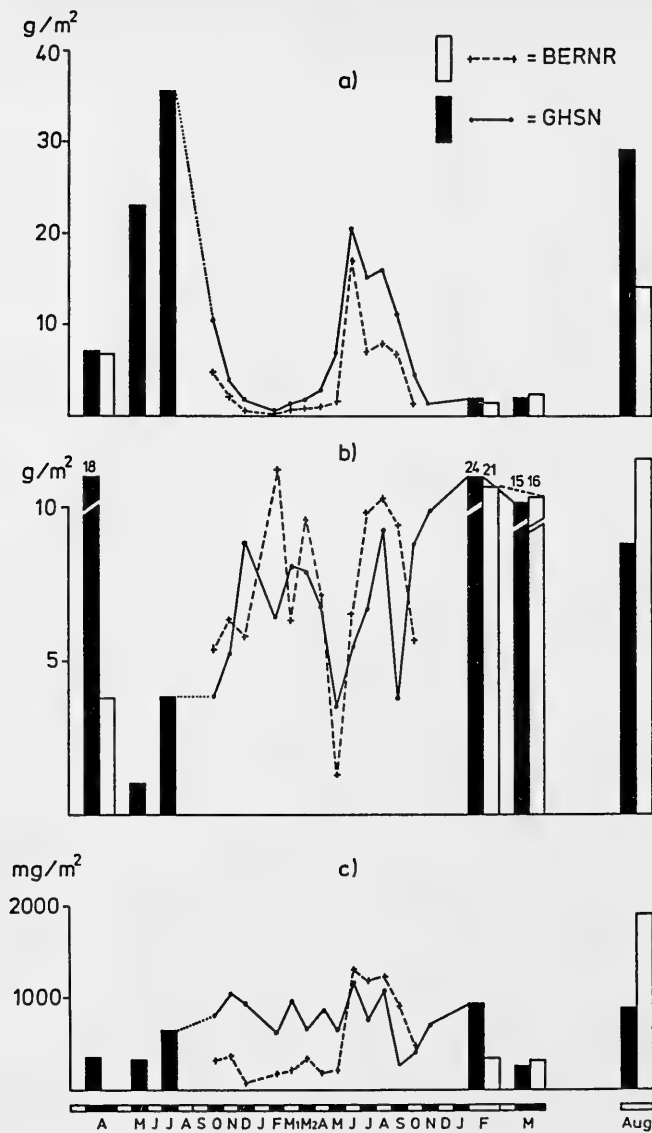 g/m²
40
a)
+-----+ = BERNR
= GHSN
30
20
10
g/m²
b)
18
24 21
15 16
10
5
mg/m²
c)
2000
1000
A M J J A S O N D J F M1 M2 A M J J A S O N D J F M Aug